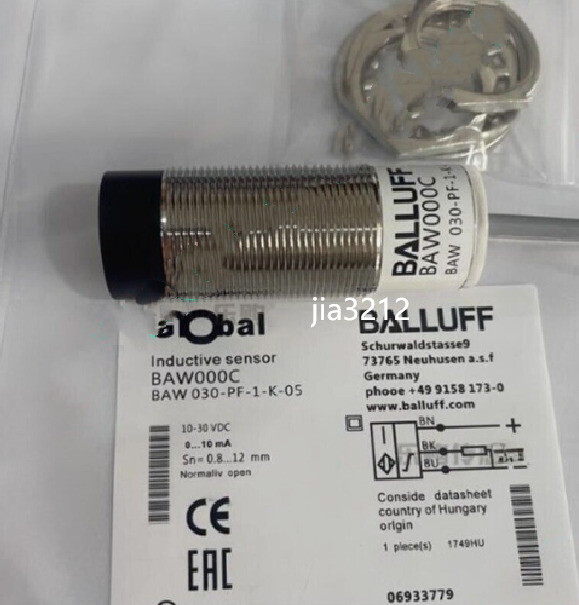 BALLUFF
BAW000C
BAW 030-PF-1-K
jia3212
global
Inductive sensor
BAW000C
BAW 030-PF-1-K-05
10-30 VDC
0...10 mA
Sn=0.8...12 mm
Normaliv open
CE
EAC
BALLUFF
Schurwaldstasse9
73765 Neuhusen a.s.f
Germany
phooe +49 9158 173-0
www.balluff.com
BN
+
BK
BU
Conside datasheet
country of Hungary
orlgin
1 piece(s) 1749HU
06933779